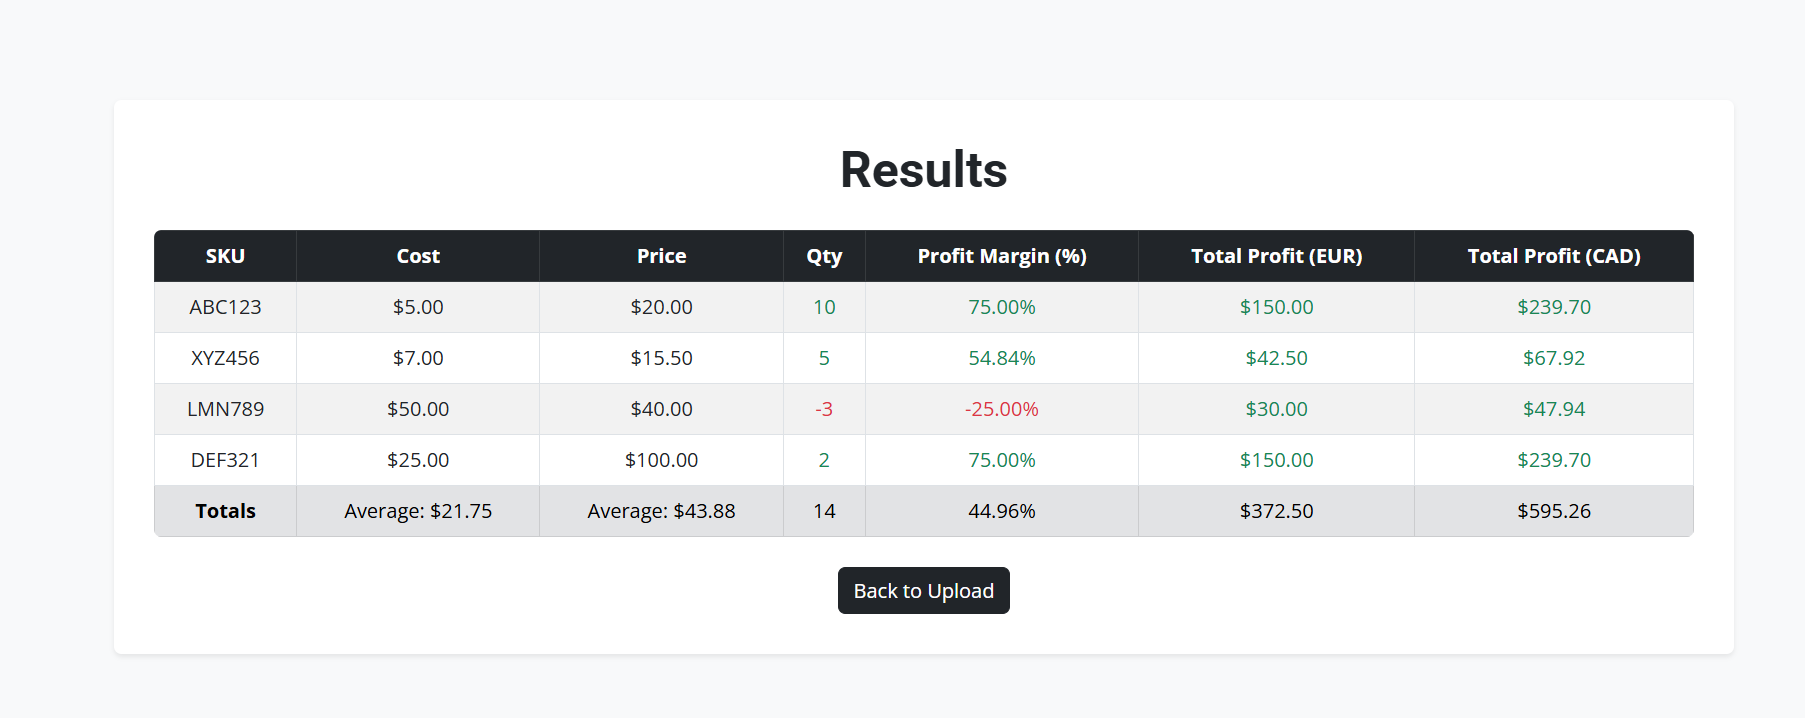 Results
SKU Cost Price Qty Profit Margin (%) Total Profit (EUR) Total Profit (CAD)
ABC123 $5.00 $20.00 10 75.00% $150.00 $239.70
XYZ456 $7.00 $15.50 5 54.84% $42.50 $67.92
LMN789 $50.00 $40.00 -3 -25.00% $30.00 $47.94
DEF321 $25.00 $100.00 2 75.00% $150.00 $239.70
Totals Average: $21.75 Average: $43.88 14 44.96% $372.50 $595.26
Back to Upload